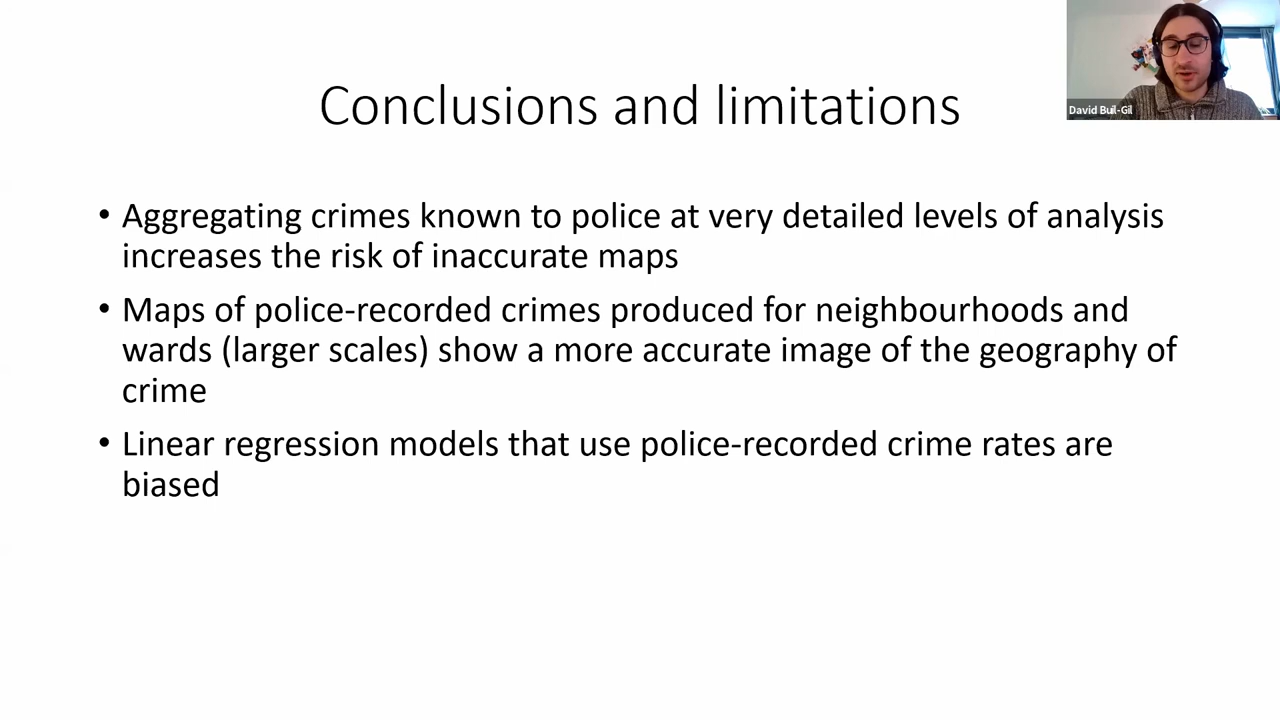 Conclusions and limitations
David Buil-Gil
• Aggregating crimes known to police at very detailed levels of analysis
increases the risk of inaccurate maps
• Maps of police-recorded crimes produced for neighbourhoods and
wards (larger scales) show a more accurate image of the geography of
crime
• Linear regression models that use police-recorded crime rates are
biased